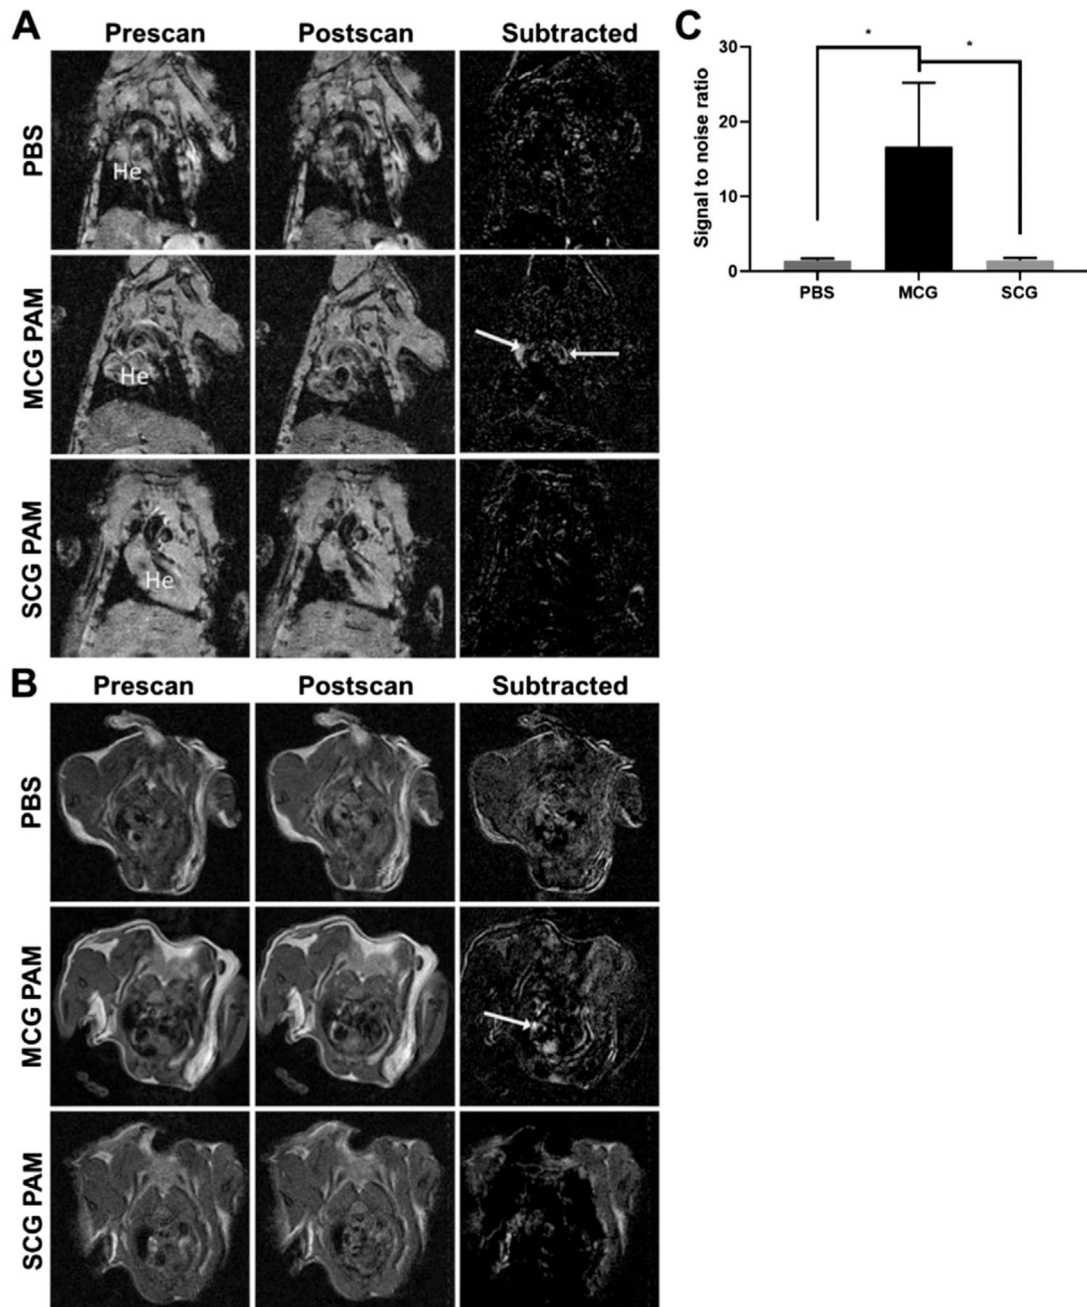 A
Prescan Postscan Subtracted
PBS
He
MCG PAM
He
SCG PAM
He
B
Prescan Postscan Subtracted
PBS
MCG PAM
SCG PAM
C
Signal to noise ratio
30
20
10
0
* *
PBS MCG SCG